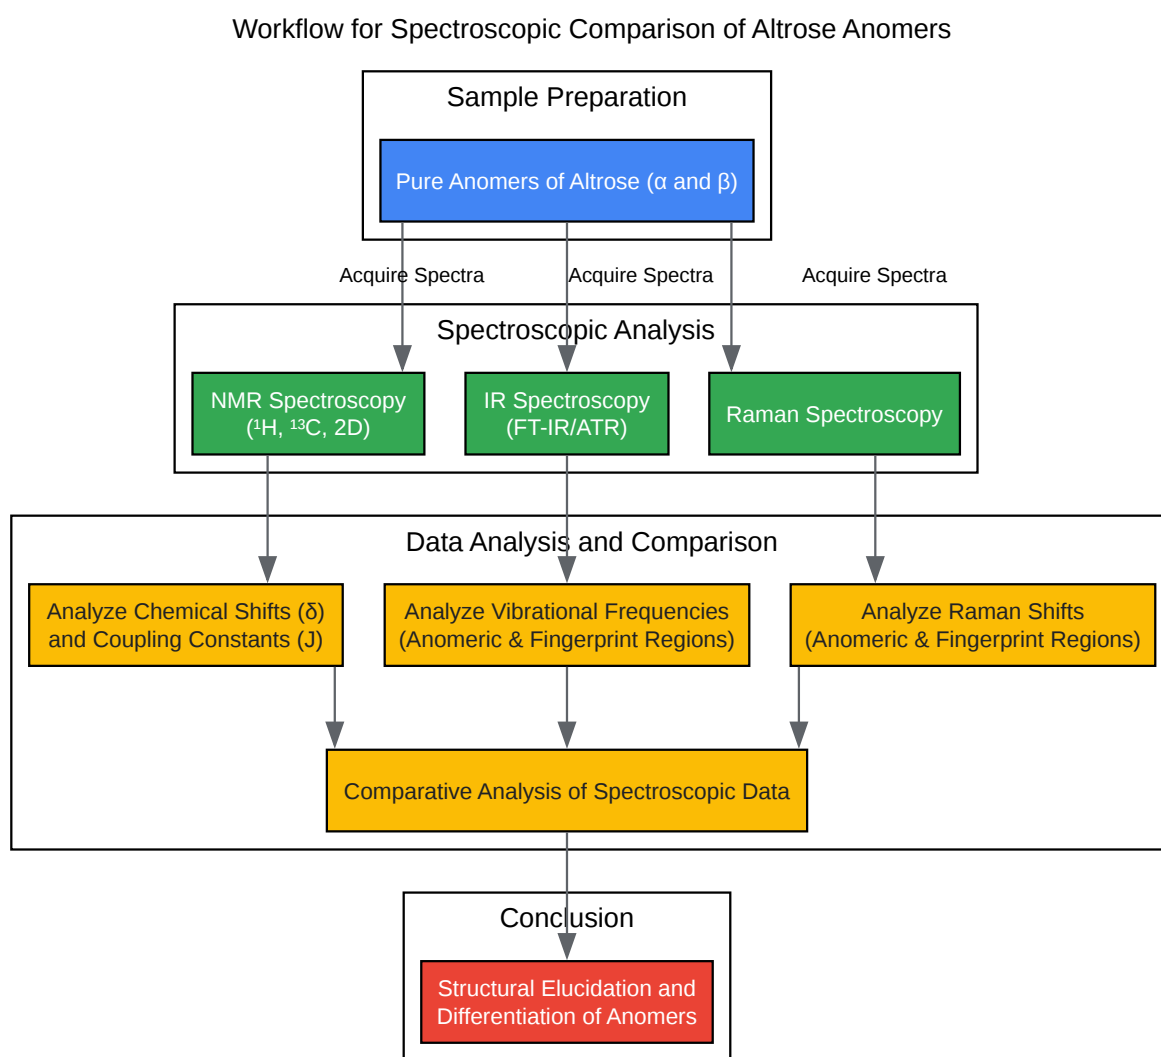 Workflow for Spectroscopic Comparison of Altrose Anomers
Sample Preparation
Pure Anomers of Altrose (α and β)
Acquire Spectra
Acquire Spectra
Acquire Spectra
Spectroscopic Analysis
NMR Spectroscopy
(¹H, ¹³C, 2D)
IR Spectroscopy
(FT-IR/ATR)
Raman Spectroscopy
Data Analysis and Comparison
Analyze Chemical Shifts (δ)
and Coupling Constants (J)
Analyze Vibrational Frequencies
(Anomeric & Fingerprint Regions)
Analyze Raman Shifts
(Anomeric & Fingerprint Regions)
Comparative Analysis of Spectroscopic Data
Conclusion
Structural Elucidation and
Differentiation of Anomers